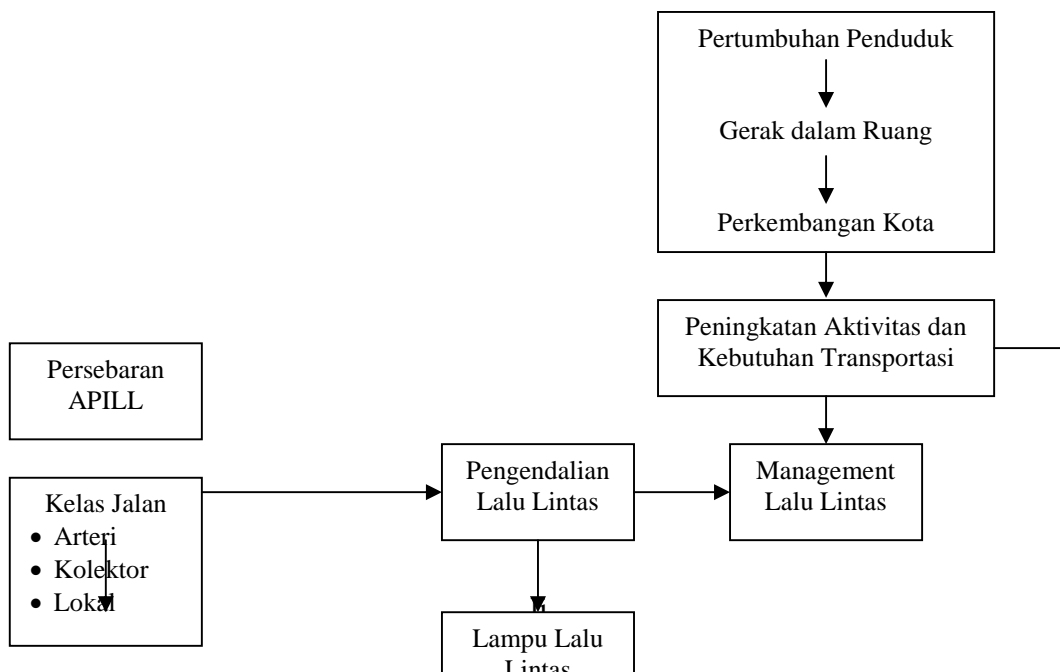 Pertumbuhan Penduduk
Gerak dalam Ruang
Perkembangan Kota
Peningkatan Aktivitas dan
Kebutuhan Transportasi
Persebaran
APILL
Pengendalian
Lalu Lintas
Management
Lalu Lintas
Kelas Jalan
• Arteri
• Kolektor
• Lokal
Lampu Lalu
Lintas